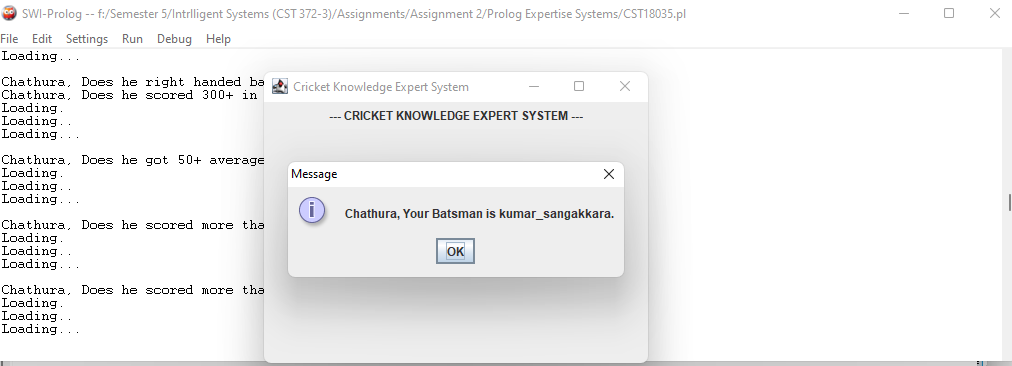 SWI-Prolog -- f:/Semester 5/Intrlligent Systems (CST 372-3)/Assignments/Assignment 2/Prolog Expertise Systems/CST18035.pl
File Edit Settings Run Debug Help
Loading...
Chathura, Does he right handed ba
Chathura, Does he scored 300+ in
Loading.
Loading..
Loading...
Chathura, Does he got 50+ average
Loading.
Loading..
Loading...
Chathura, Does he scored more tha
Loading.
Loading..
Loading...
Chathura, Does he scored more tha
Loading.
Loading..
Loading...
Cricket Knowledge Expert System
--- CRICKET KNOWLEDGE EXPERT SYSTEM ---
Message
Chathura, Your Batsman is kumar_sangakkara.
OK